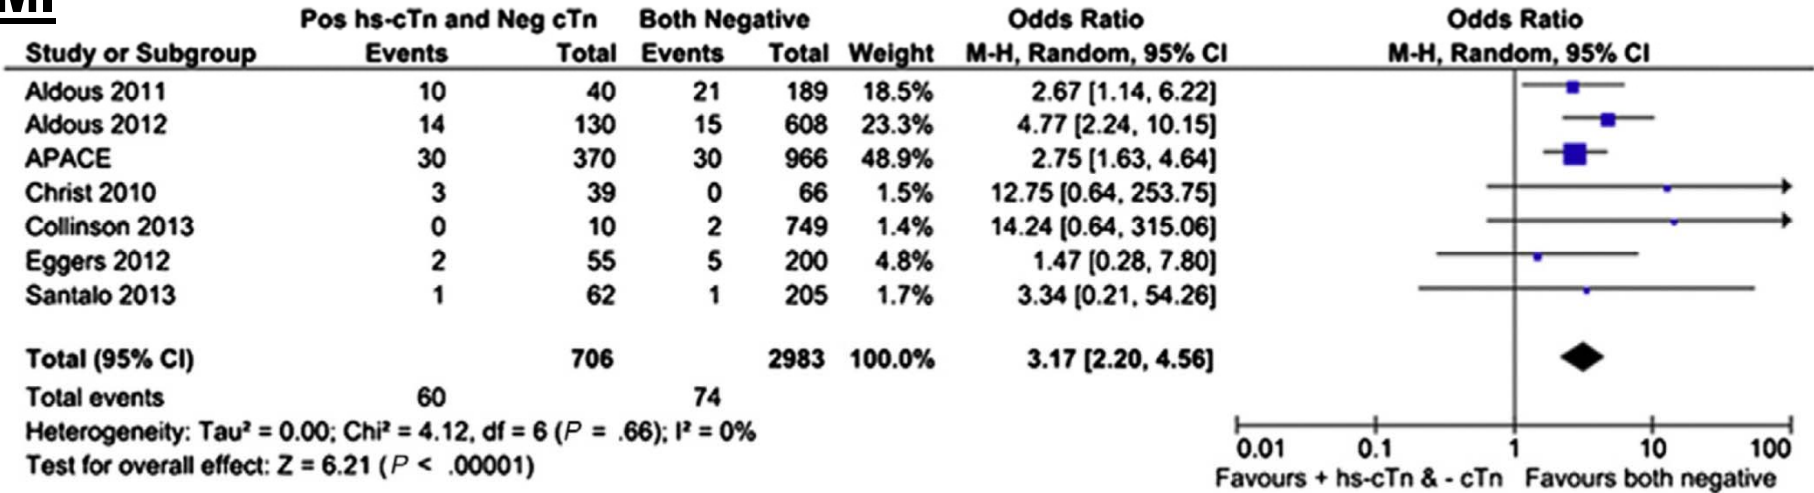 MI
Pos hs-cTn and Neg cTn Both Negative Odds Ratio Odds Ratio
Study or Subgroup Events Total Events Total Weight M-H, Random, 95% CI M-H, Random, 95% CI
Aldous 2011 10 40 21 189 18.5% 2.67 [1.14, 6.22]
Aldous 2012 14 130 15 608 23.3% 4.77 [2.24, 10.15]
APACE 30 370 30 966 48.9% 2.75 [1.63, 4.64]
Christ 2010 3 39 0 66 1.5% 12.75 [0.64, 253.75]
Collinson 2013 0 10 2 749 1.4% 14.24 [0.64, 315.06]
Eggers 2012 2 55 5 200 4.8% 1.47 [0.28, 7.80]
Santalo 2013 1 62 1 205 1.7% 3.34 [0.21, 54.26]
Total (95% CI) 706 2983 100.0% 3.17 [2.20, 4.56]
Total events 60 74
Heterogeneity: Tau² = 0.00; Chi² = 4.12, df = 6 (P = .66); I² = 0%
Test for overall effect: Z = 6.21 (P < .00001)
0.01 0.1 1 10 100
Favours + hs-cTn & - cTn Favours both negative